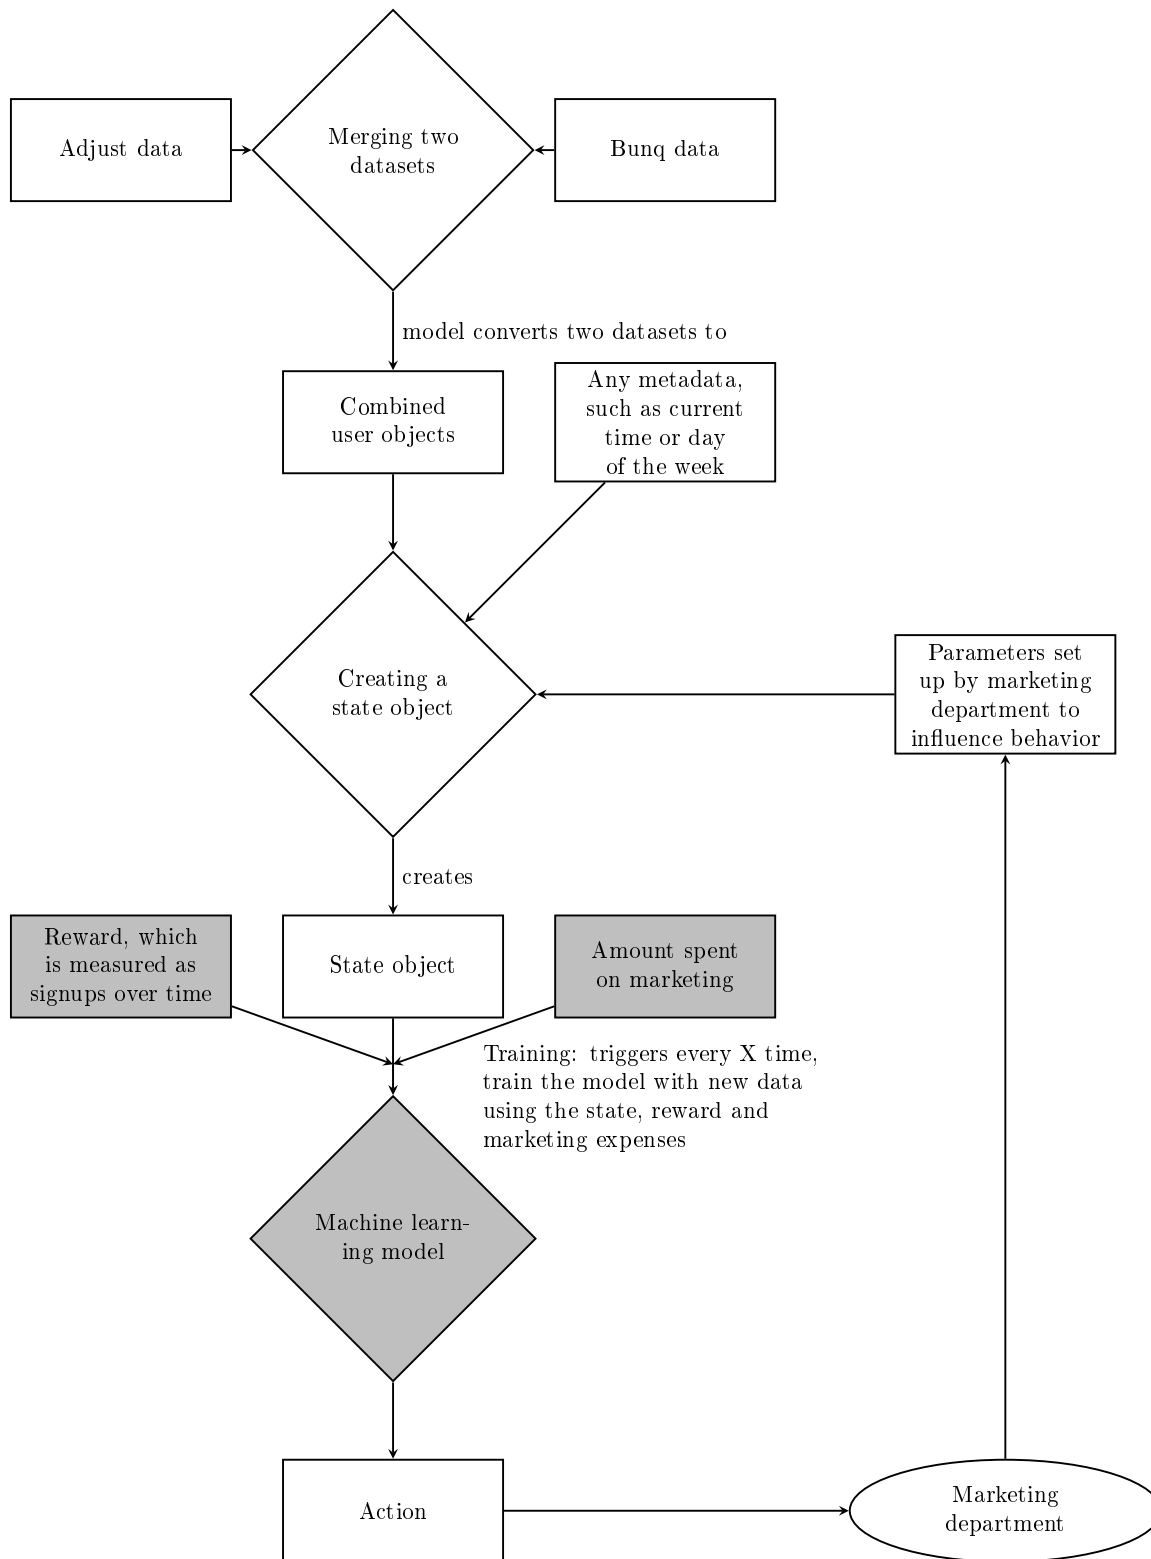 Adjust data
Merging two
datasets
Bunq data
model converts two datasets to
Combined
user objects
Any metadata,
such as current
time or day
of the week
Creating a
state object
Parameters set
up by marketing
department to
influence behavior
creates
Reward, which
is measured as
signups over time
State object
Amount spent
on marketing
Training: triggers every X time,
train the model with new data
using the state, reward and
marketing expenses
Machine learn-
ing model
Action
Marketing
department